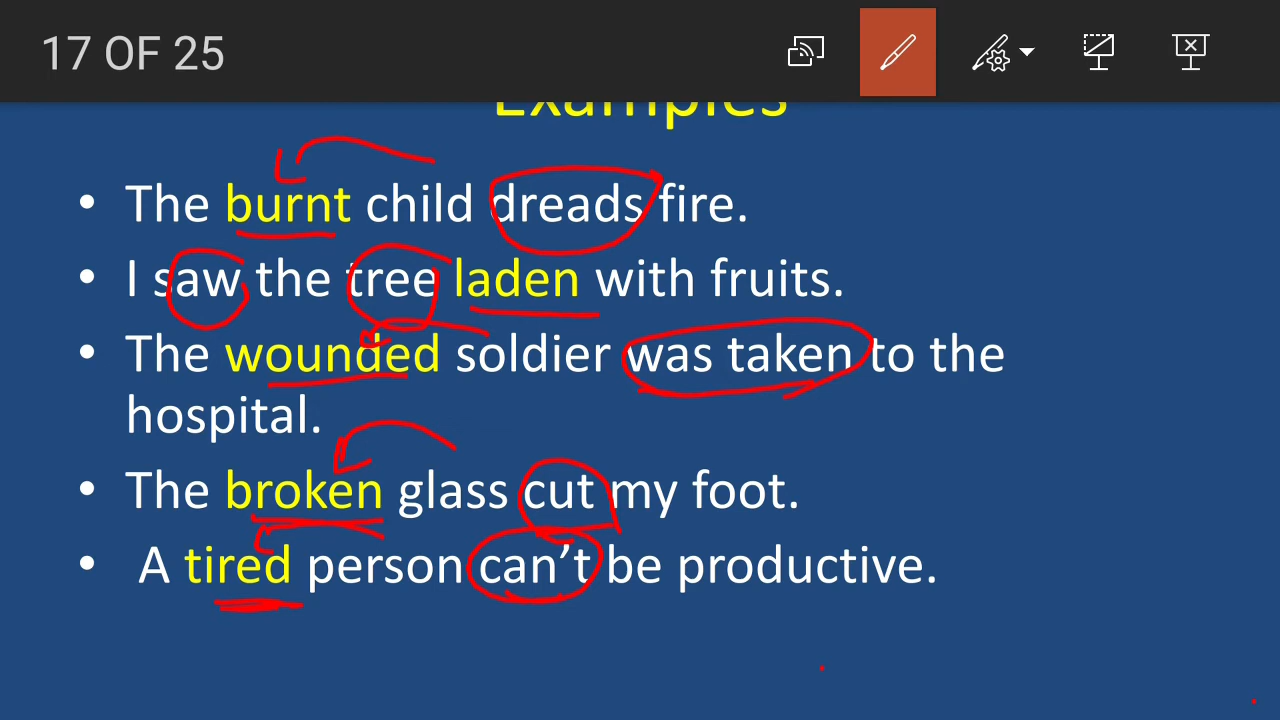 17 OF 25
Examples
• The burnt child dreads fire.
• I saw the tree laden with fruits.
• The wounded soldier was taken to the
hospital.
• The broken glass cut my foot.
• A tired person can’t be productive.